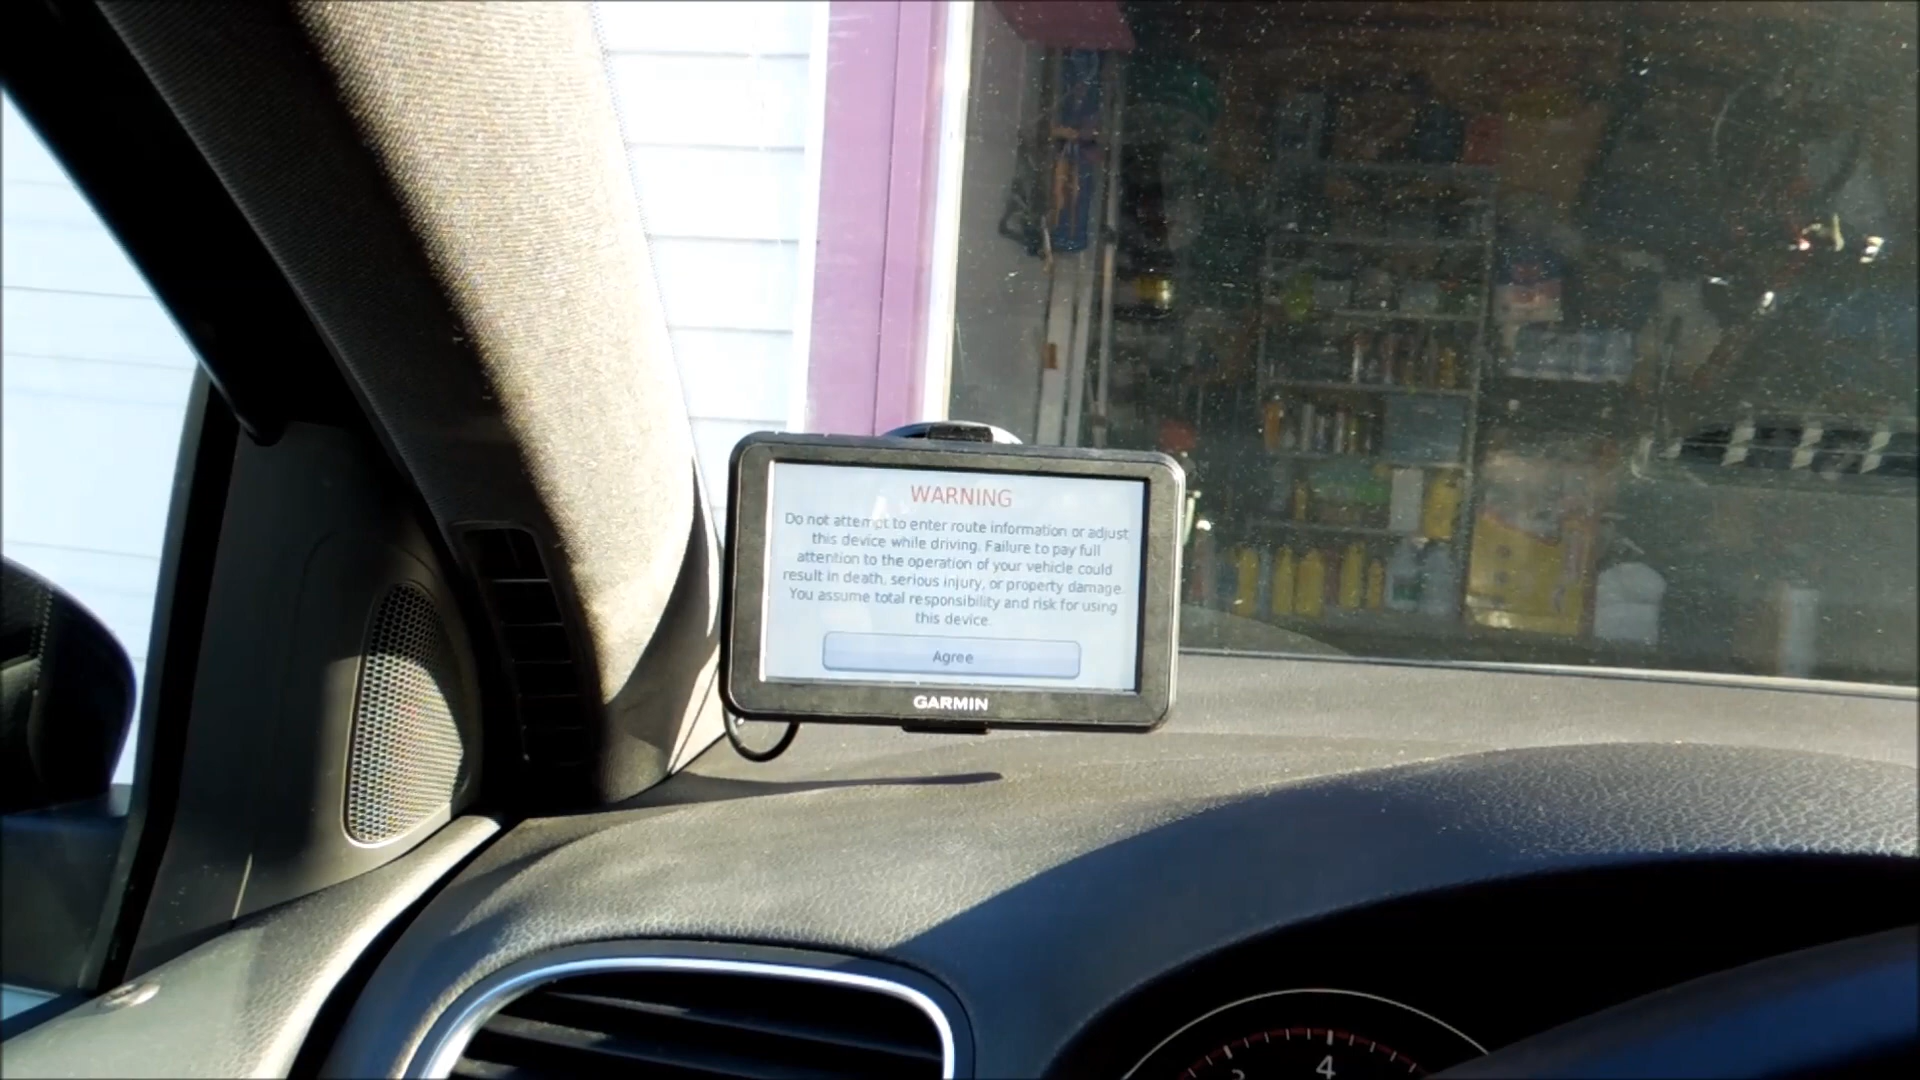 WARNING
Do not attempt to enter route information or adjust
this device while driving. Failure to pay full
attention to the operation of your vehicle could
result in death, serious injury, or property damage.
You assume total responsibility and risk for using
this device.
Agree
GARMIN
4